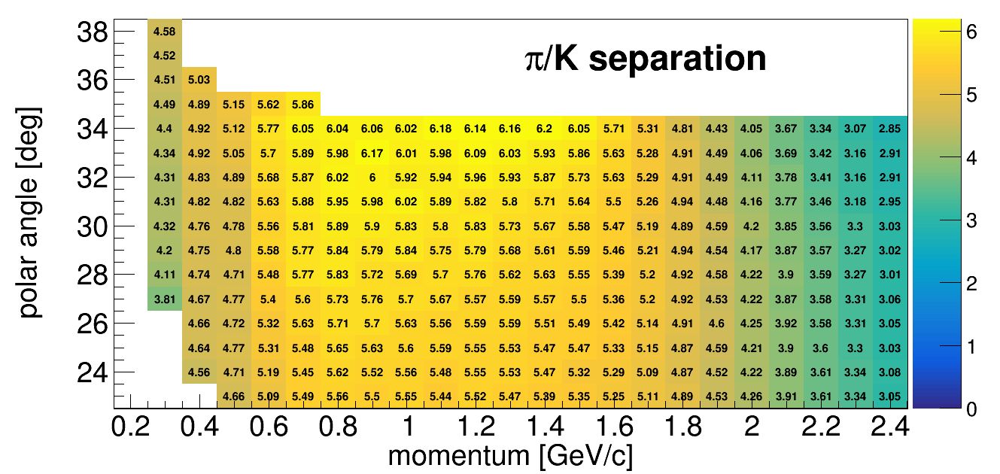 π/K separation
polar angle [deg]
38
36
34
32
30
28
26
24
4.58
4.52
4.51 5.03
4.49 4.89 5.15 5.62 5.86
4.4 4.92 5.12 5.77 6.05 6.04 6.06 6.02 6.18 6.14 6.16 6.2 6.05 5.71 5.31 4.81 4.43 4.05 3.67 3.34 3.07 2.85
4.34 4.92 5.05 5.7 5.89 5.98 6.17 6.01 5.98 6.09 6.03 5.93 5.86 5.63 5.28 4.91 4.49 4.06 3.69 3.42 3.16 2.91
4.31 4.83 4.89 5.68 5.87 6.02 6 5.92 5.94 5.96 5.93 5.87 5.73 5.63 5.29 4.91 4.49 4.11 3.78 3.41 3.16 2.91
4.31 4.82 4.82 5.63 5.88 5.95 5.98 6.02 5.89 5.82 5.8 5.71 5.64 5.5 5.26 4.94 4.48 4.16 3.77 3.46 3.18 2.95
4.32 4.76 4.78 5.56 5.81 5.89 5.9 5.83 5.8 5.83 5.73 5.67 5.58 5.47 5.19 4.89 4.59 4.2 3.85 3.56 3.3 3.03
4.2 4.75 4.8 5.58 5.77 5.84 5.79 5.84 5.75 5.79 5.68 5.61 5.59 5.46 5.21 4.94 4.54 4.17 3.87 3.57 3.27 3.02
4.11 4.74 4.71 5.48 5.77 5.83 5.72 5.69 5.7 5.76 5.62 5.63 5.55 5.39 5.2 4.92 4.58 4.22 3.9 3.59 3.27 3.01
3.81 4.67 4.77 5.4 5.6 5.73 5.76 5.7 5.67 5.57 5.59 5.57 5.5 5.36 5.2 4.92 4.53 4.22 3.87 3.58 3.31 3.06
4.66 4.72 5.32 5.63 5.71 5.7 5.63 5.56 5.59 5.59 5.51 5.49 5.42 5.14 4.91 4.6 4.25 3.92 3.58 3.31 3.05
4.64 4.77 5.31 5.48 5.65 5.63 5.6 5.59 5.55 5.53 5.47 5.47 5.33 5.15 4.87 4.59 4.21 3.9 3.6 3.3 3.03
4.56 4.71 5.19 5.45 5.62 5.52 5.56 5.48 5.55 5.53 5.47 5.32 5.29 5.09 4.87 4.52 4.22 3.89 3.61 3.34 3.08
4.66 5.09 5.49 5.56 5.5 5.55 5.44 5.52 5.47 5.39 5.35 5.25 5.11 4.89 4.53 4.26 3.91 3.61 3.34 3.05
0.2 0.4 0.6 0.8 1 1.2 1.4 1.6 1.8 2 2.2 2.4
momentum [GeV/c]
6
5
4
3
2
1
0